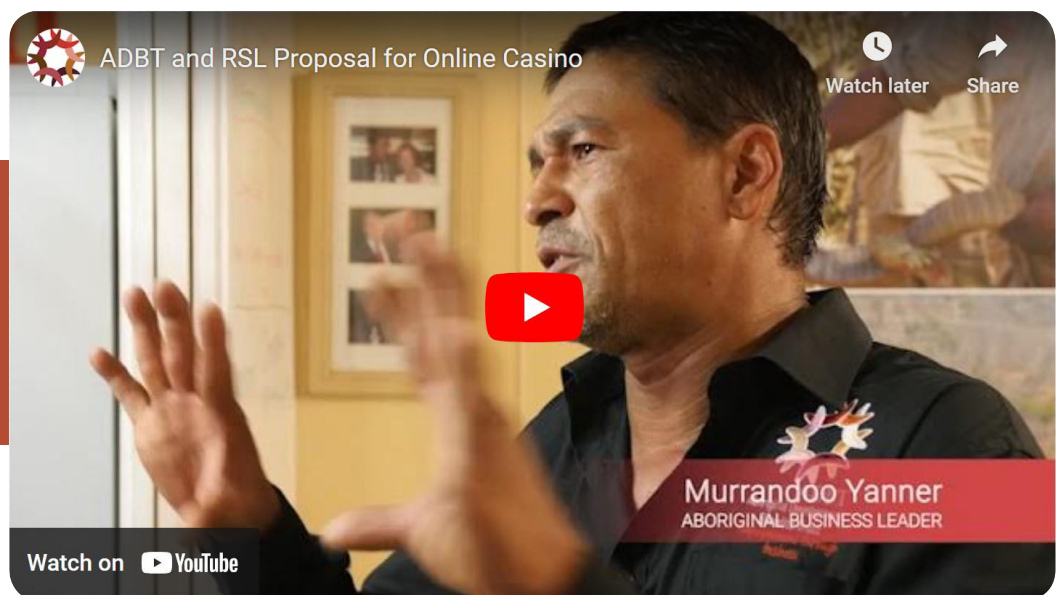 ADBT and RSL Proposal for Online Casino
Watch later
Share
Murrandoo Yanner
ABORIGINAL BUSINESS LEADER
Watch on YouTube